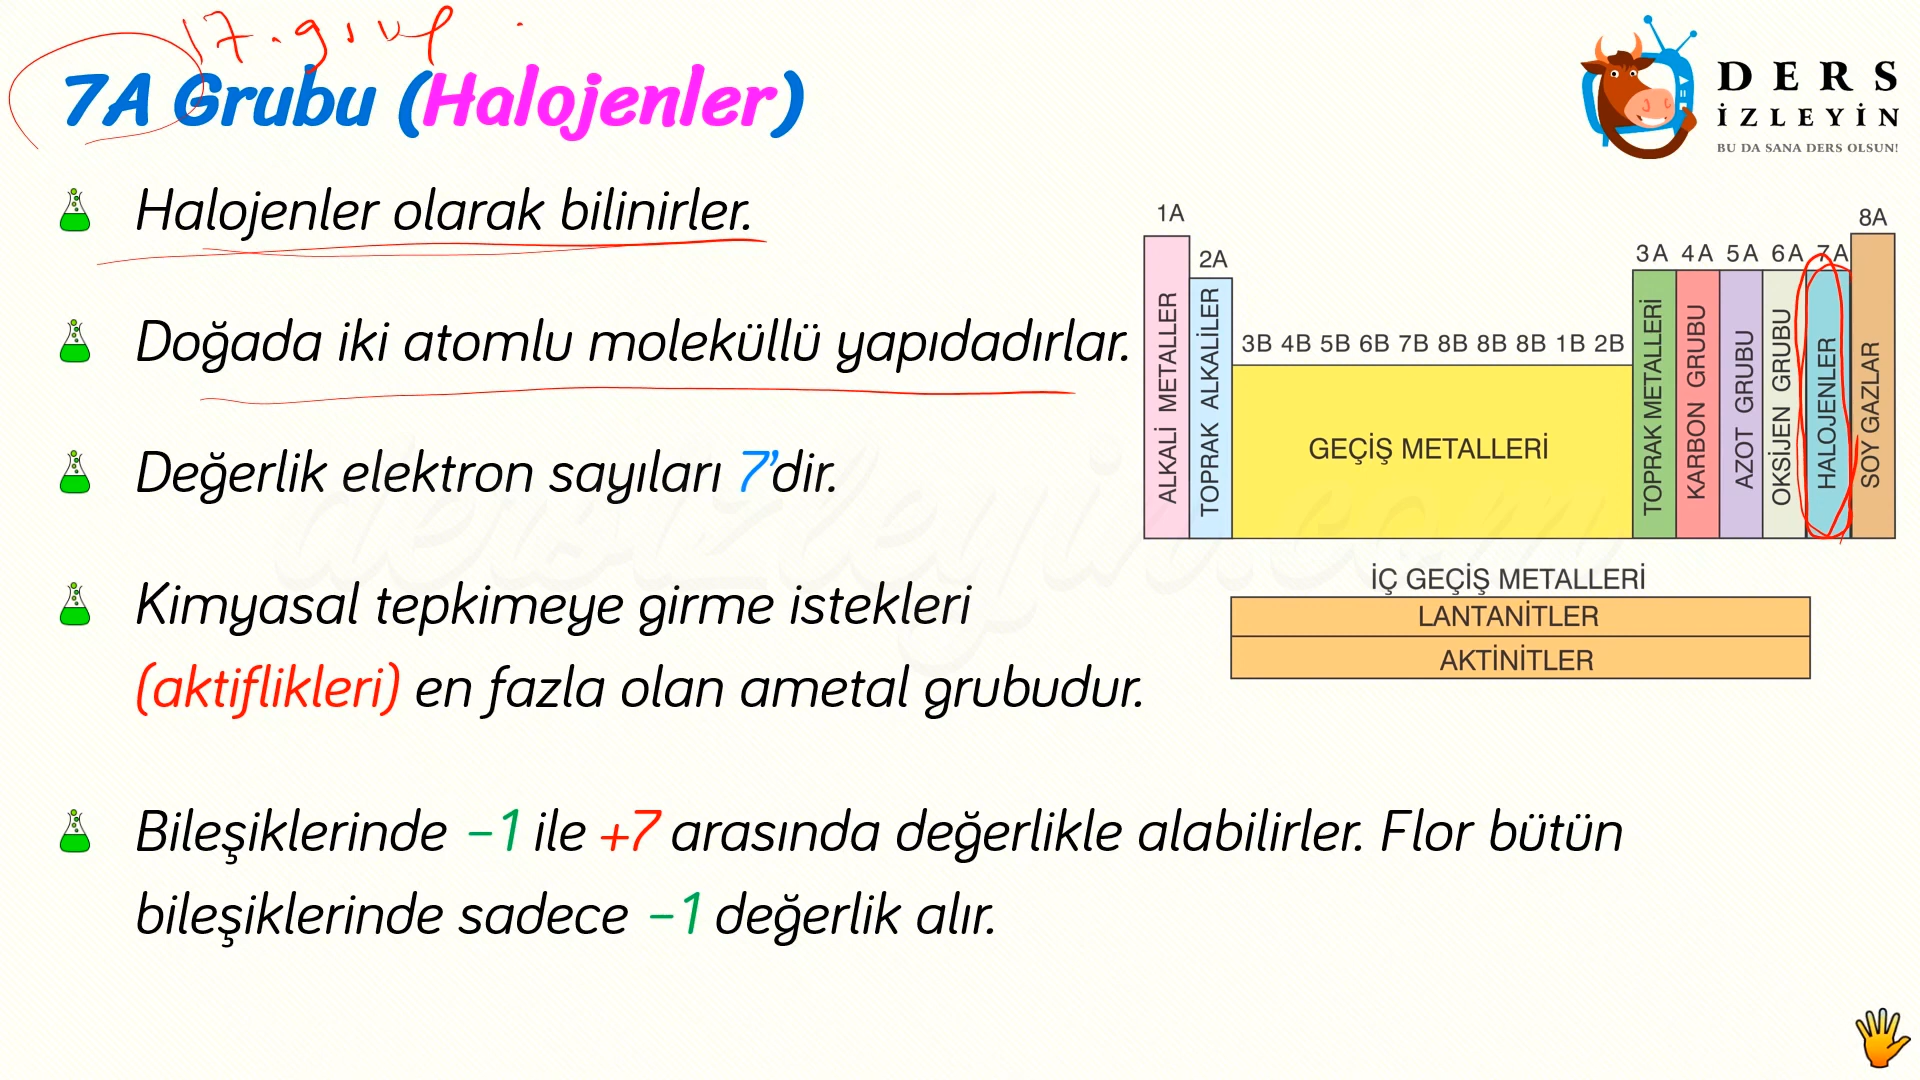 17. grup
7A Grubu (Halojenler)
DERS
İZLEYİN
BU DA SANA DERS OLSUN!
Halojenler olarak bilinirler.
Doğada iki atomlu moleküllü yapıdadırlar.
Değerlik elektron sayıları 7'dir.
Kimyasal tepkimeye girme istekleri
(aktiflikleri) en fazla olan ametal grubudur.
Bileşiklerinde –1 ile +7 arasında değerlikle alabilirler. Flor bütün
bileşiklerinde sadece –1 değerlik alır.
1A
8A
2A
3A 4A 5A 6A 7A
3B 4B 5B 6B 7B 8B 8B 8B 1B 2B
ALKALİ METALLER
TOPRAK ALKALİLER
GEÇİŞ METALLERİ
TOPRAK METALLERİ
KARBON GRUBU
AZOT GRUBU
OKSİJEN GRUBU
HALOJENLER
SOY GAZLAR
İÇ GEÇİŞ METALLERİ
LANTANİTLER
AKTİNİTLER
dersizleyin.com